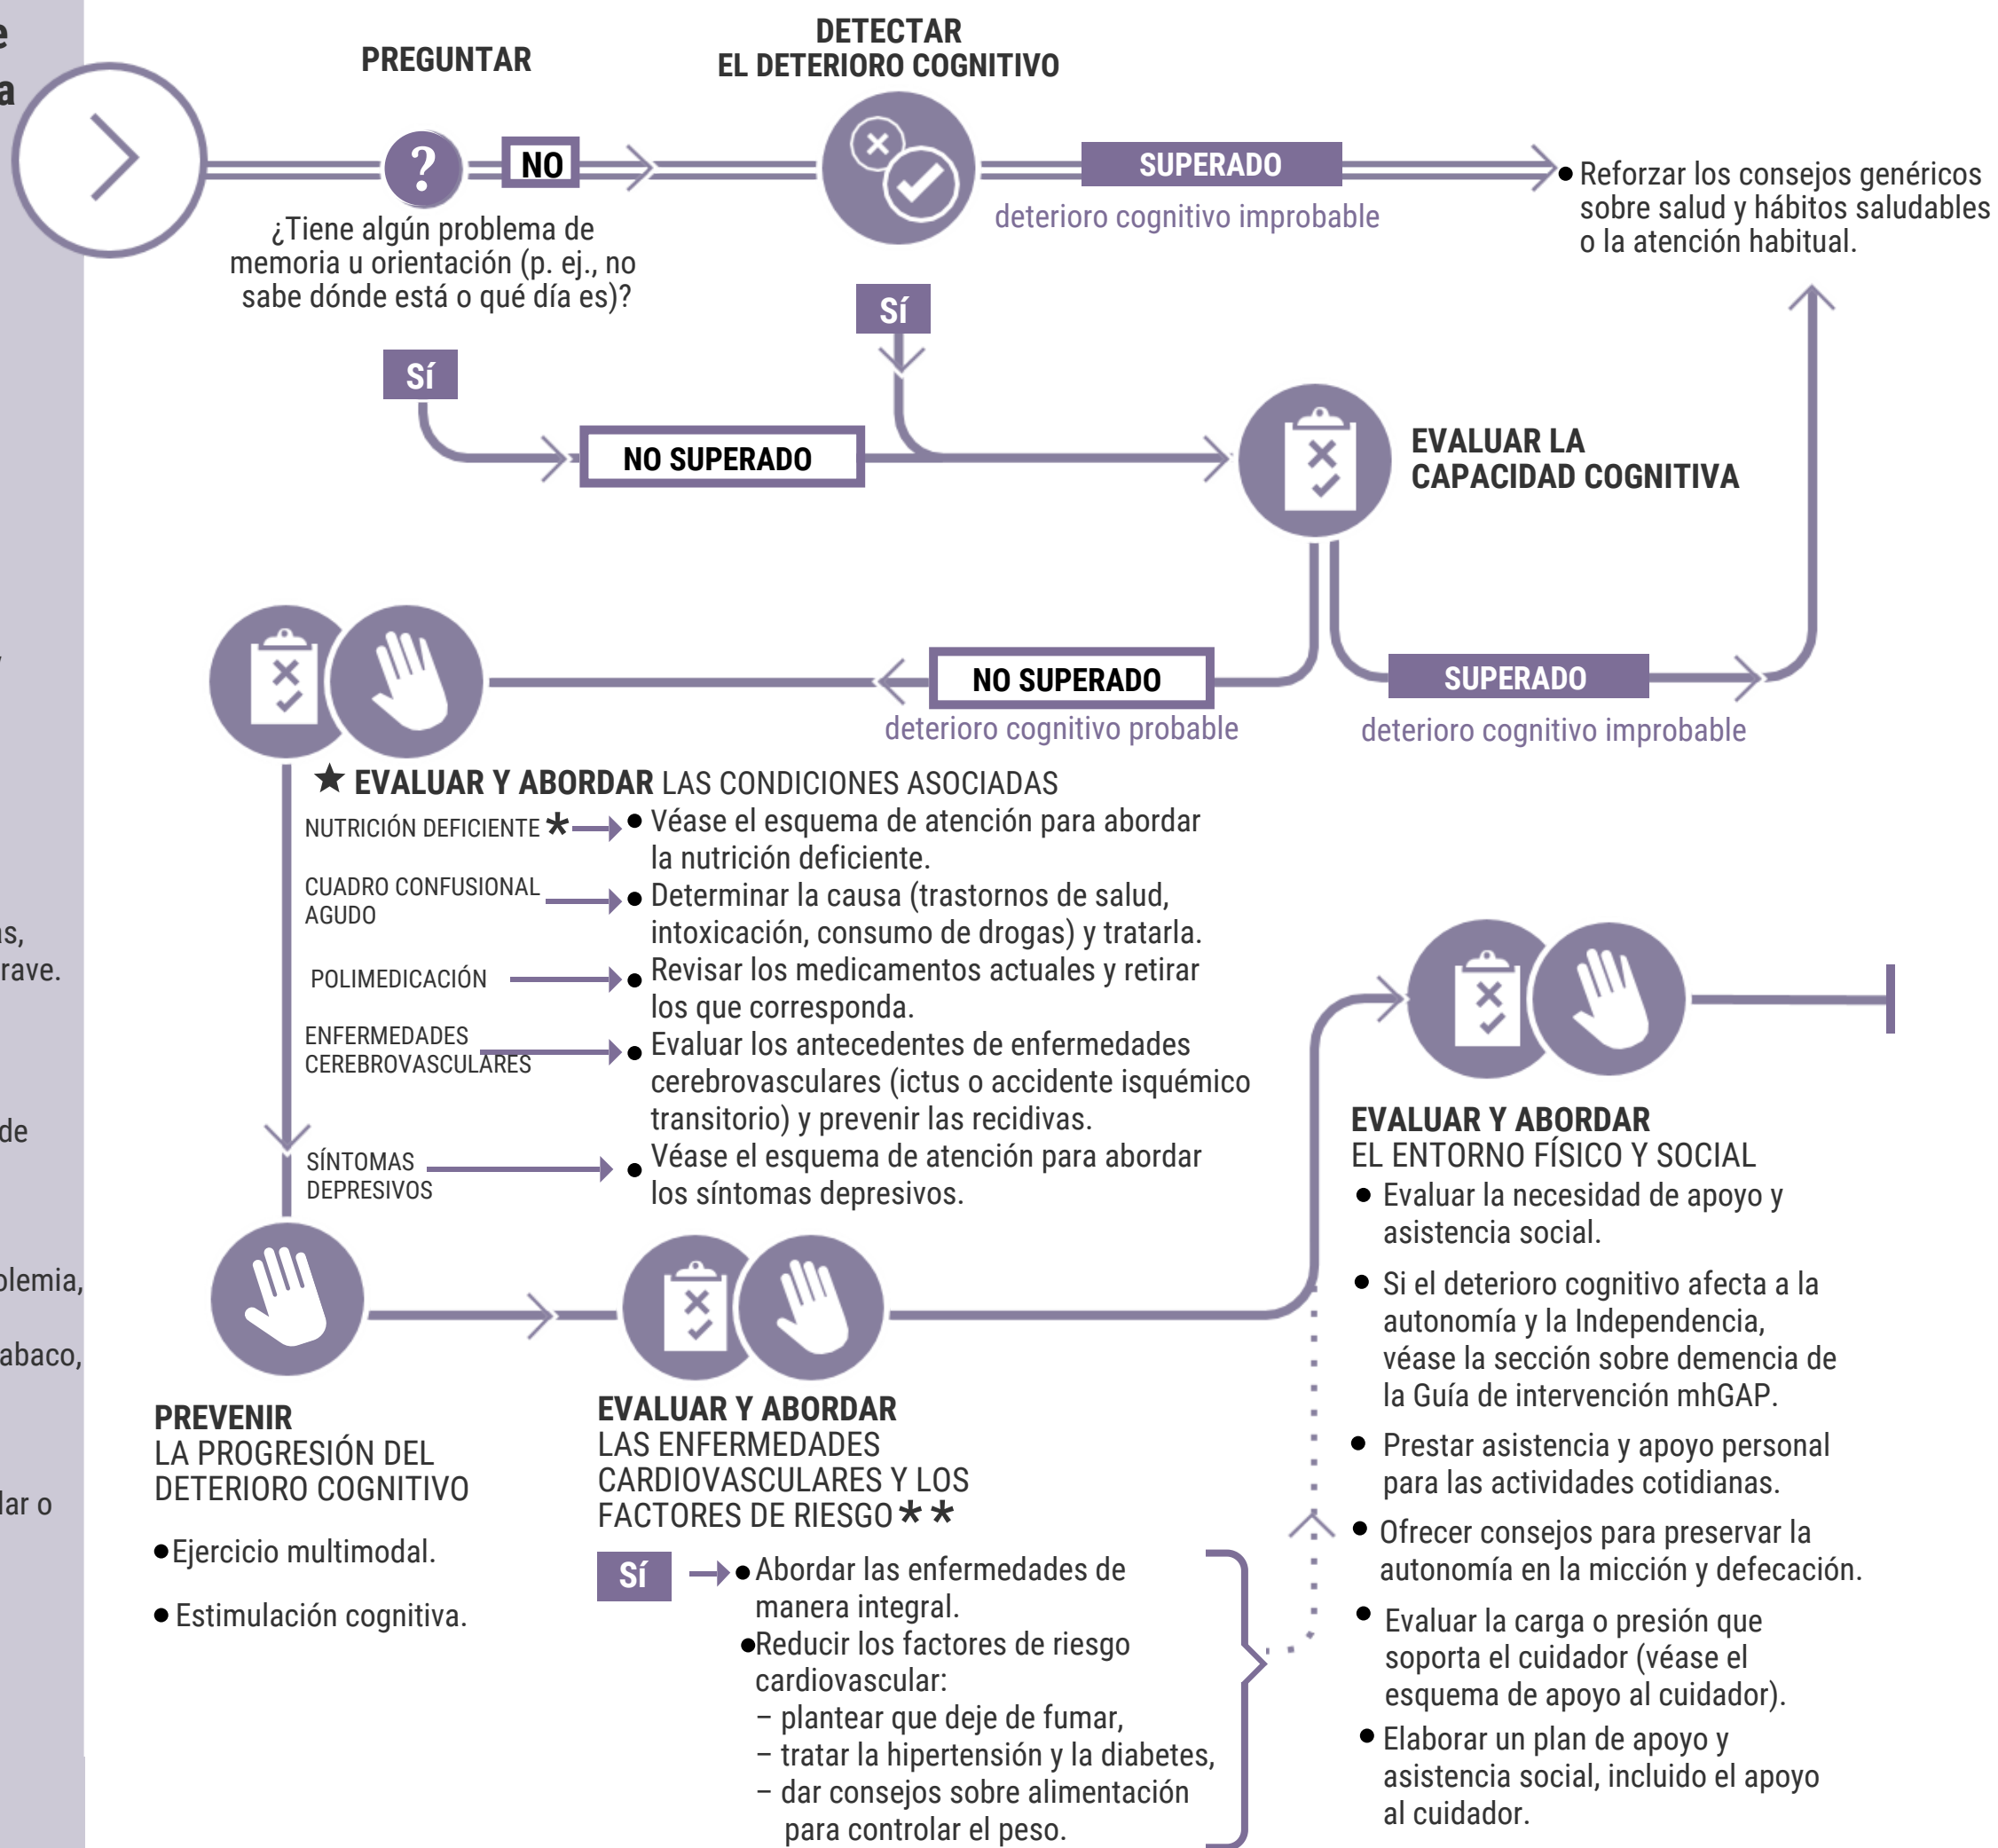 e
a
PREGUNTAR
DETECTAR
EL DETERIORO COGNITIVO
?
NO
SUPERADO
deterioro cognitivo improbable
● Reforzar los consejos genéricos
sobre salud y hábitos saludables
o la atención habitual.
¿Tiene algún problema de
memoria u orientación (p. ej., no
sabe dónde está o qué día es)?
Sí
Sí
NO SUPERADO
EVALUAR LA
CAPACIDAD COGNITIVA
NO SUPERADO
deterioro cognitivo probable
SUPERADO
deterioro cognitivo improbable
★ EVALUAR Y ABORDAR LAS CONDICIONES ASOCIADAS
NUTRICIÓN DEFICIENTE *
● Véase el esquema de atención para abordar
la nutrición deficiente.
CUADRO CONFUSIONAL
AGUDO
● Determinar la causa (trastornos de salud,
intoxicación, consumo de drogas) y tratarla.
POLIMEDICACIÓN
● Revisar los medicamentos actuales y retirar
los que corresponda.
ENFERMEDADES
CEREBROVASCULARES
● Evaluar los antecedentes de enfermedades
cerebrovasculares (ictus o accidente isquémico
transitorio) y prevenir las recidivas.
SÍNTOMAS
DEPRESIVOS
● Véase el esquema de atención para abordar
los síntomas depresivos.
as,
rave.
de
olemia,
abaco,
lar o
PREVENIR
LA PROGRESIÓN DEL
DETERIORO COGNITIVO
● Ejercicio multimodal.
● Estimulación cognitiva.
EVALUAR Y ABORDAR
LAS ENFERMEDADES
CARDIOVASCULARES Y LOS
FACTORES DE RIESGO * *
Sí
● Abordar las enfermedades de
manera integral.
● Reducir los factores de riesgo
cardiovascular:
– plantear que deje de fumar,
– tratar la hipertensión y la diabetes,
– dar consejos sobre alimentación
para controlar el peso.
EVALUAR Y ABORDAR
EL ENTORNO FÍSICO Y SOCIAL
● Evaluar la necesidad de apoyo y
asistencia social.
● Si el deterioro cognitivo afecta a la
autonomía y la Independencia,
véase la sección sobre demencia de
la Guía de intervención mhGAP.
● Prestar asistencia y apoyo personal
para las actividades cotidianas.
● Ofrecer consejos para preservar la
autonomía en la micción y defecación.
● Evaluar la carga o presión que
soporta el cuidador (véase el
esquema de apoyo al cuidador).
● Elaborar un plan de apoyo y
asistencia social, incluido el apoyo
al cuidador.